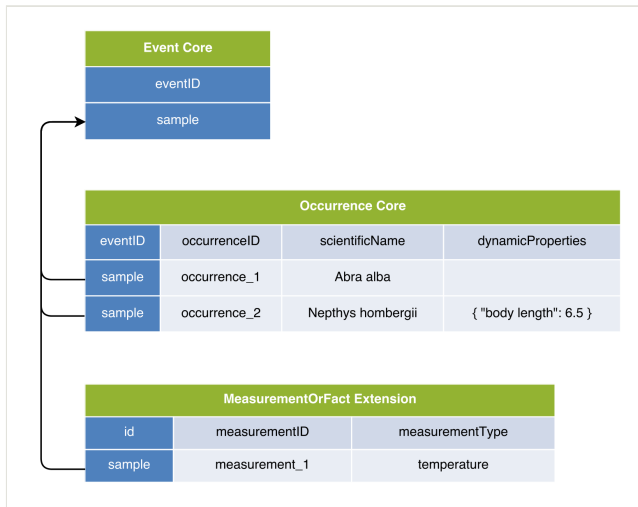 Event Core
eventID
sample
Occurrence Core
eventID occurrenceID scientificName dynamicProperties
sample occurrence_1 Abra alba
sample occurrence_2 Nepthys hombergii { "body length": 6.5 }
MeasurementOrFact Extension
id measurementID measurementType
sample measurement_1 temperature